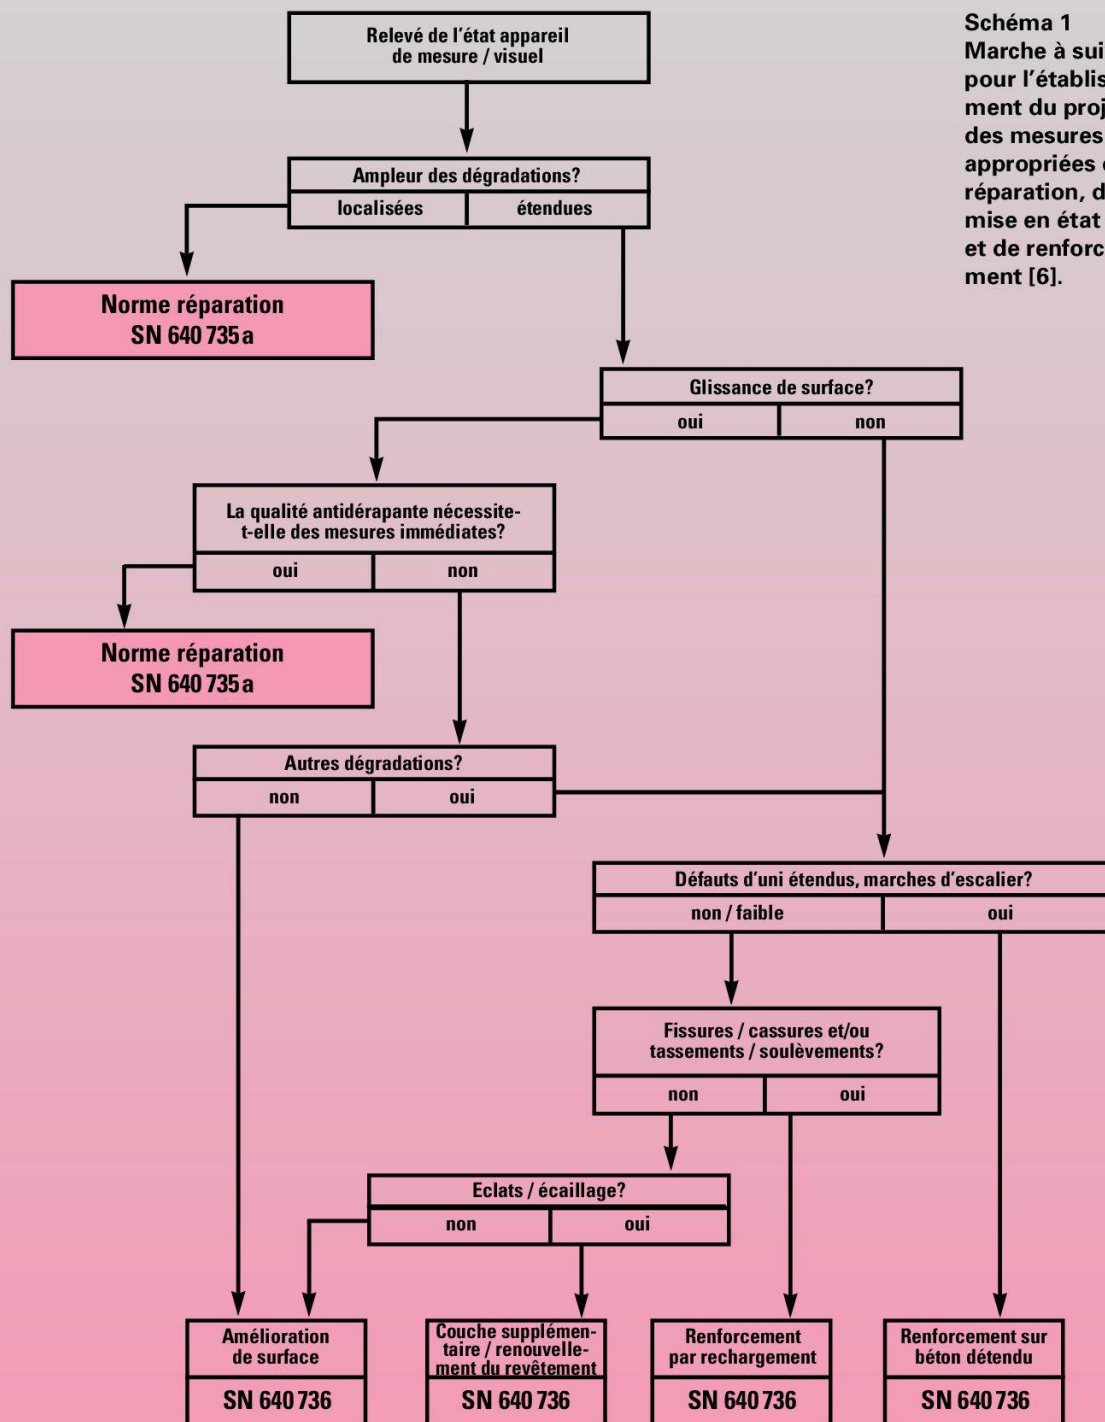 Schéma 1
Marche à sui
pour l'établis
ment du proj
des mesures
appropriées
réparation, d
mise en état
et de renforc
ment [6].
Relevé de l'état appareil
de mesure / visuel
Ampleur des dégradations?
localisées
étendues
Norme réparation
SN 640 735 a
Glissance de surface?
oui
non
La qualité antidérapante nécessite-
t-elle des mesures immédiates?
oui
non
Norme réparation
SN 640 735 a
Autres dégradations?
non
oui
Défauts d'uni étendus, marches d'escalier?
non / faible
oui
Fissures / cassures et/ou
tassements / soulèvements?
non
oui
Eclats / écaillage?
non
oui
Amélioration
de surface
SN 640 736
Couche supplémen-
taire / renouvelle-
ment du revêtement
SN 640 736
Renforcement
par rechargement
SN 640 736
Renforcement sur
béton détendu
SN 640 736